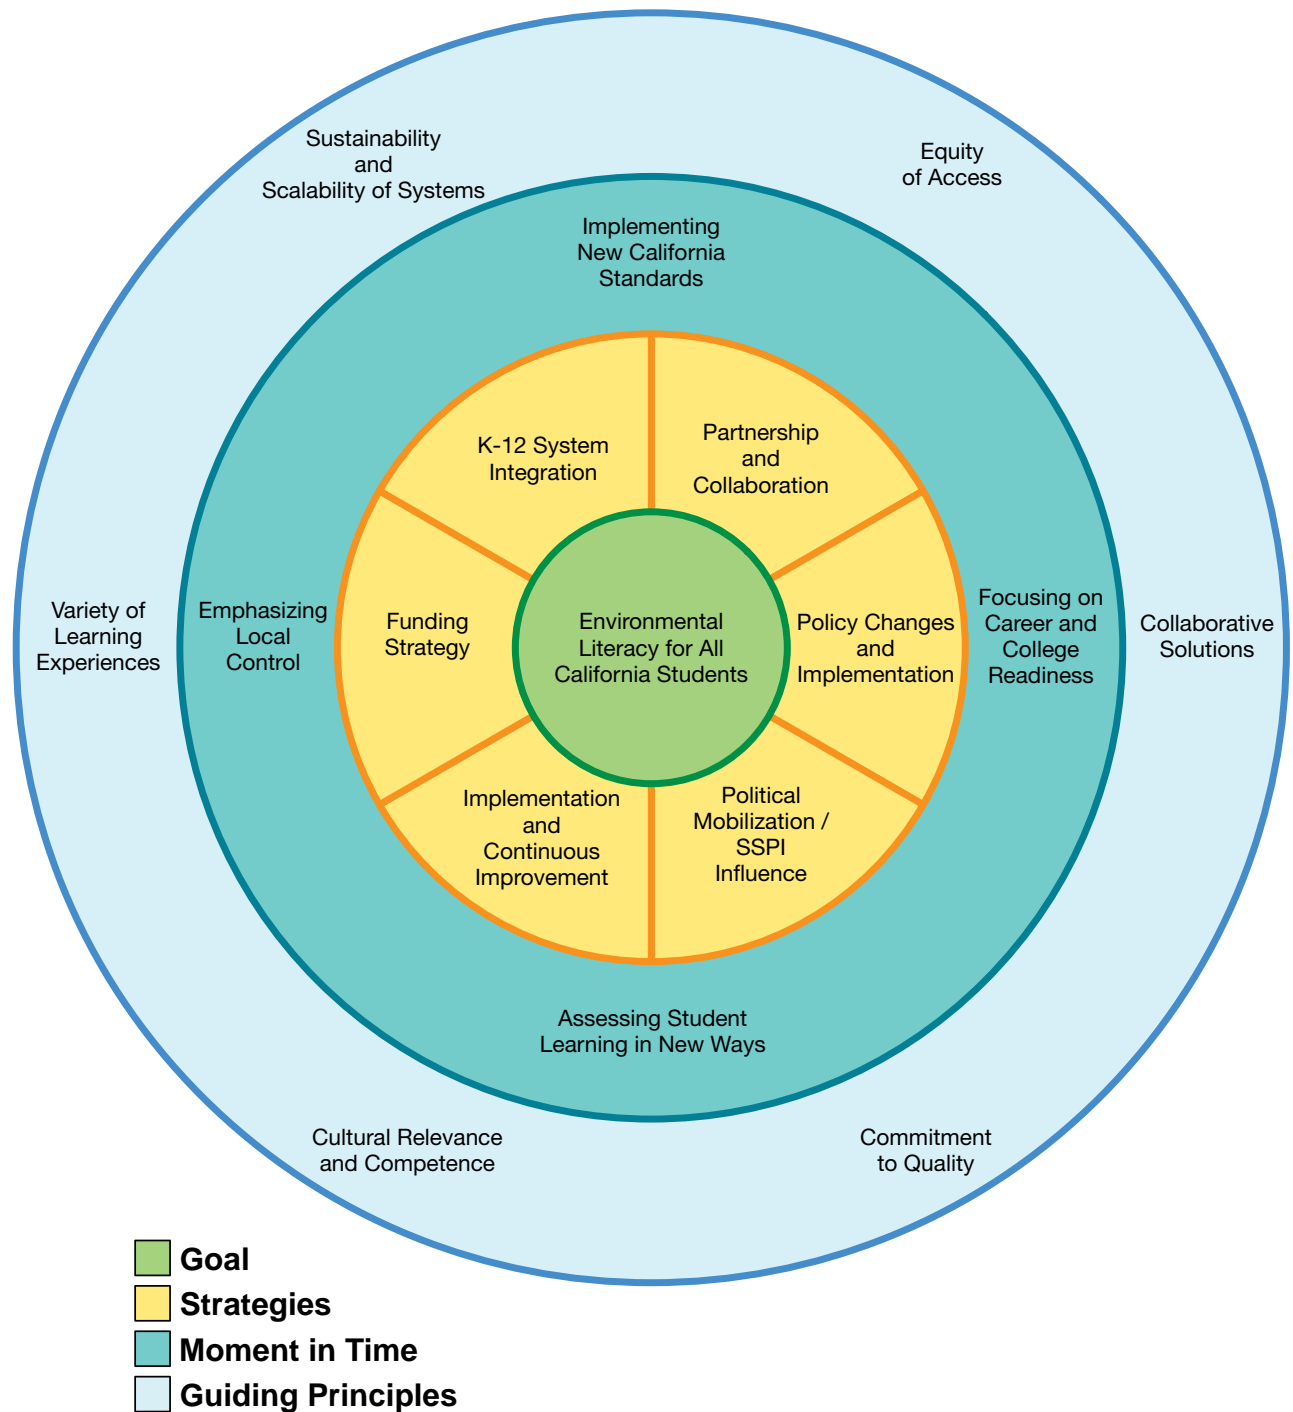 Sustainability
and
Scalability of Systems
Equity
of Access
Implementing
New California
Standards
K-12 System
Integration
Partnership
and
Collaboration
Variety of
Learning
Experiences
Emphasizing
Local
Control
Funding
Strategy
Environmental
Literacy for All
California Students
Policy Changes
and
Implementation
Focusing on
Career and
College
Readiness
Collaborative
Solutions
Implementation
and
Continuous
Improvement
Political
Mobilization /
SSPI
Influence
Assessing Student
Learning in New Ways
Cultural Relevance
and Competence
Commitment
to Quality
Goal
Strategies
Moment in Time
Guiding Principles